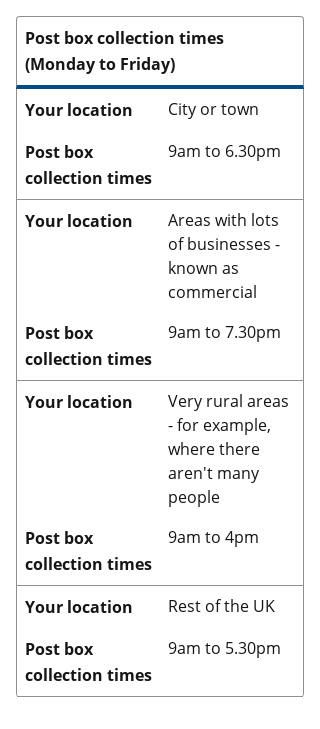 Post box collection times
(Monday to Friday)
Your location City or town
Post box 9am to 6.30pm
collection times
Your location Areas with lots
of businesses -
known as
commercial
Post box 9am to 7.30pm
collection times
Your location Very rural areas
- for example,
where there
aren't many
people
Post box 9am to 4pm
collection times
Your location Rest of the UK
Post box 9am to 5.30pm
collection times